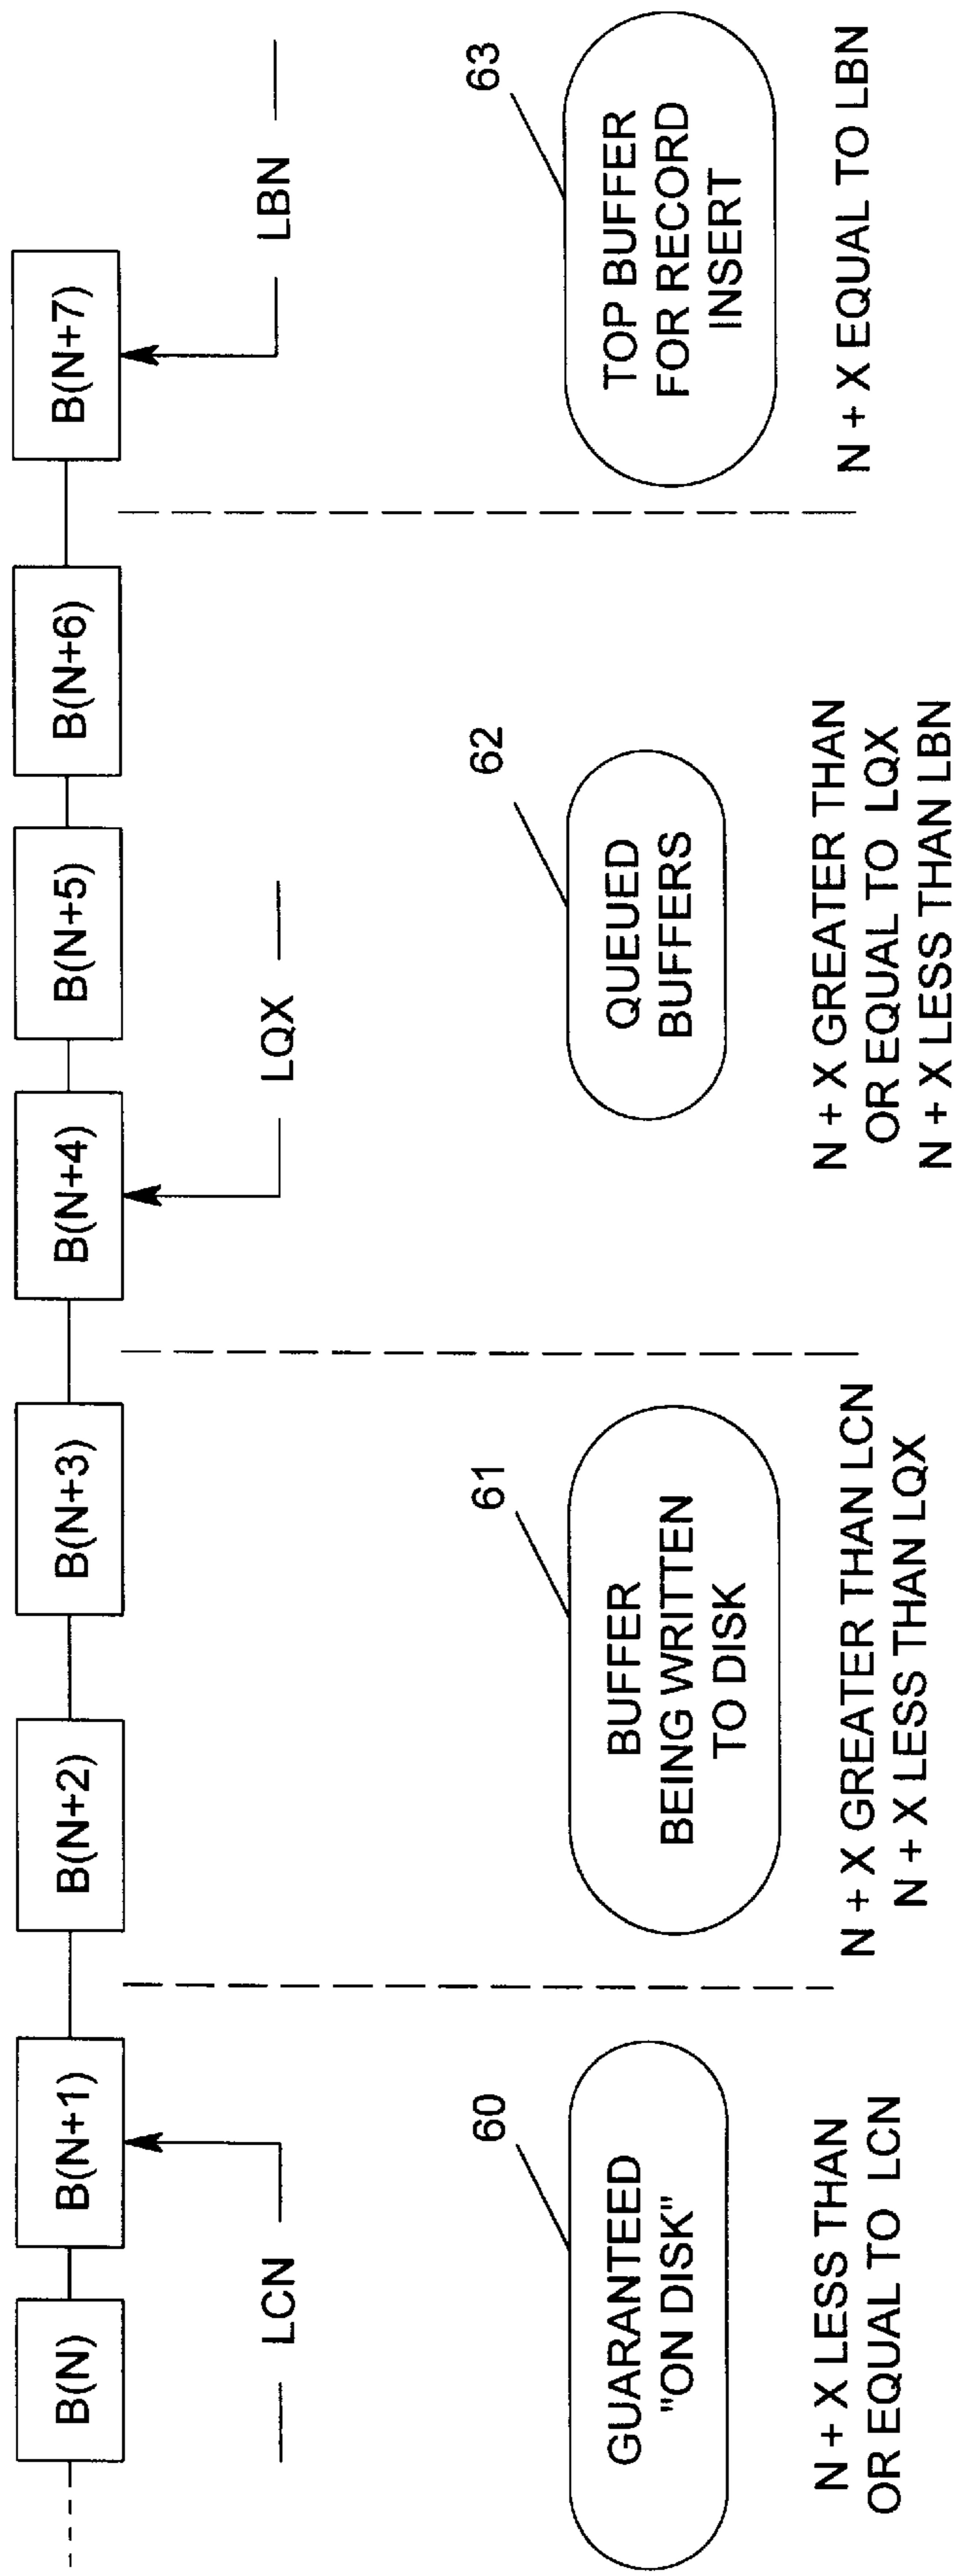 B(N)
B(N+1)
B(N+2)
B(N+3)
B(N+4)
B(N+5)
B(N+6)
B(N+7)
LCN
LQX
LBN
60
GUARANTEED
"ON DISK"
N + X LESS THAN
OR EQUAL TO LCN
61
BUFFER
BEING WRITTEN
TO DISK
N + X GREATER THAN LCN
N + X LESS THAN LQX
62
QUEUED
BUFFERS
N + X GREATER THAN
OR EQUAL TO LQX
N + X LESS THAN LBN
63
TOP BUFFER
FOR RECORD
INSERT
N + X EQUAL TO LBN